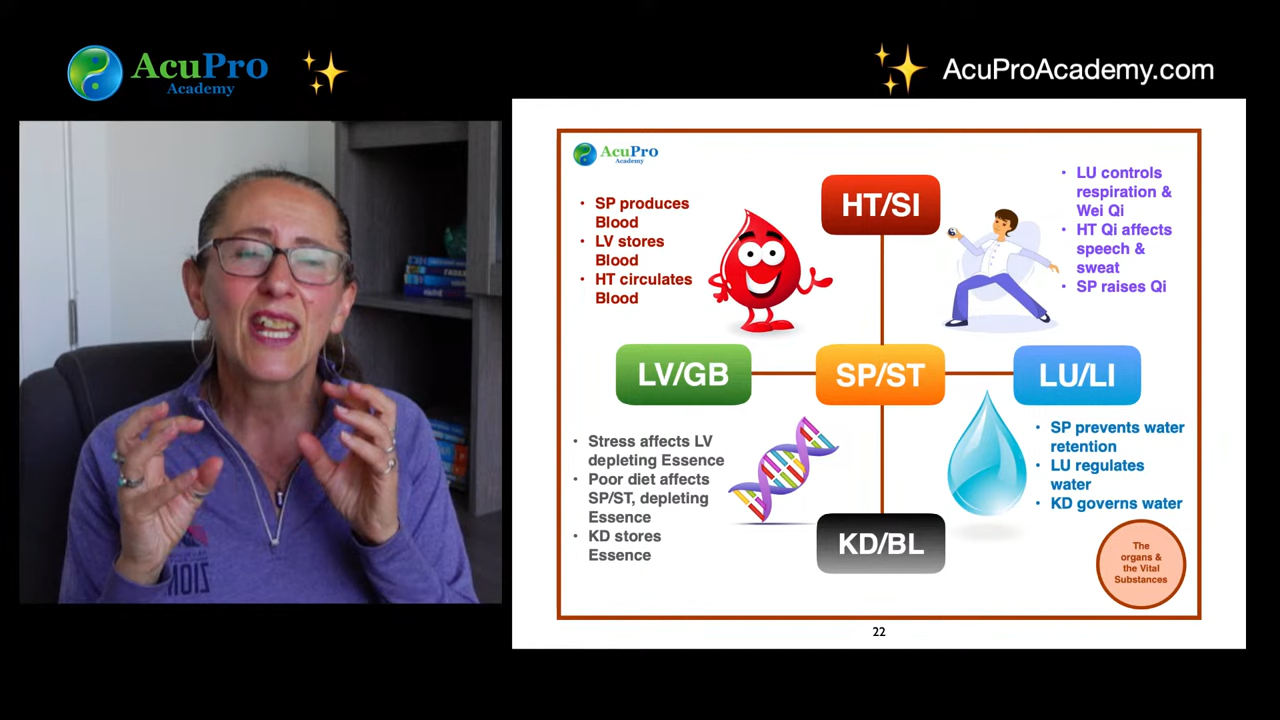 AcuPro
Academy
AcuProAcademy.com
AcuPro
Academy
• SP produces
Blood
• LV stores
Blood
• HT circulates
Blood
HT/SI
• LU controls
respiration &
Wei Qi
• HT Qi affects
speech &
sweat
• SP raises Qi
LV/GB
SP/ST
LU/LI
• Stress affects LV
depleting Essence
• Poor diet affects
SP/ST, depleting
Essence
• KD stores
Essence
• SP prevents water
retention
• LU regulates
water
• KD governs water
KD/BL
The
organs &
the Vital
Substances
22
ZION